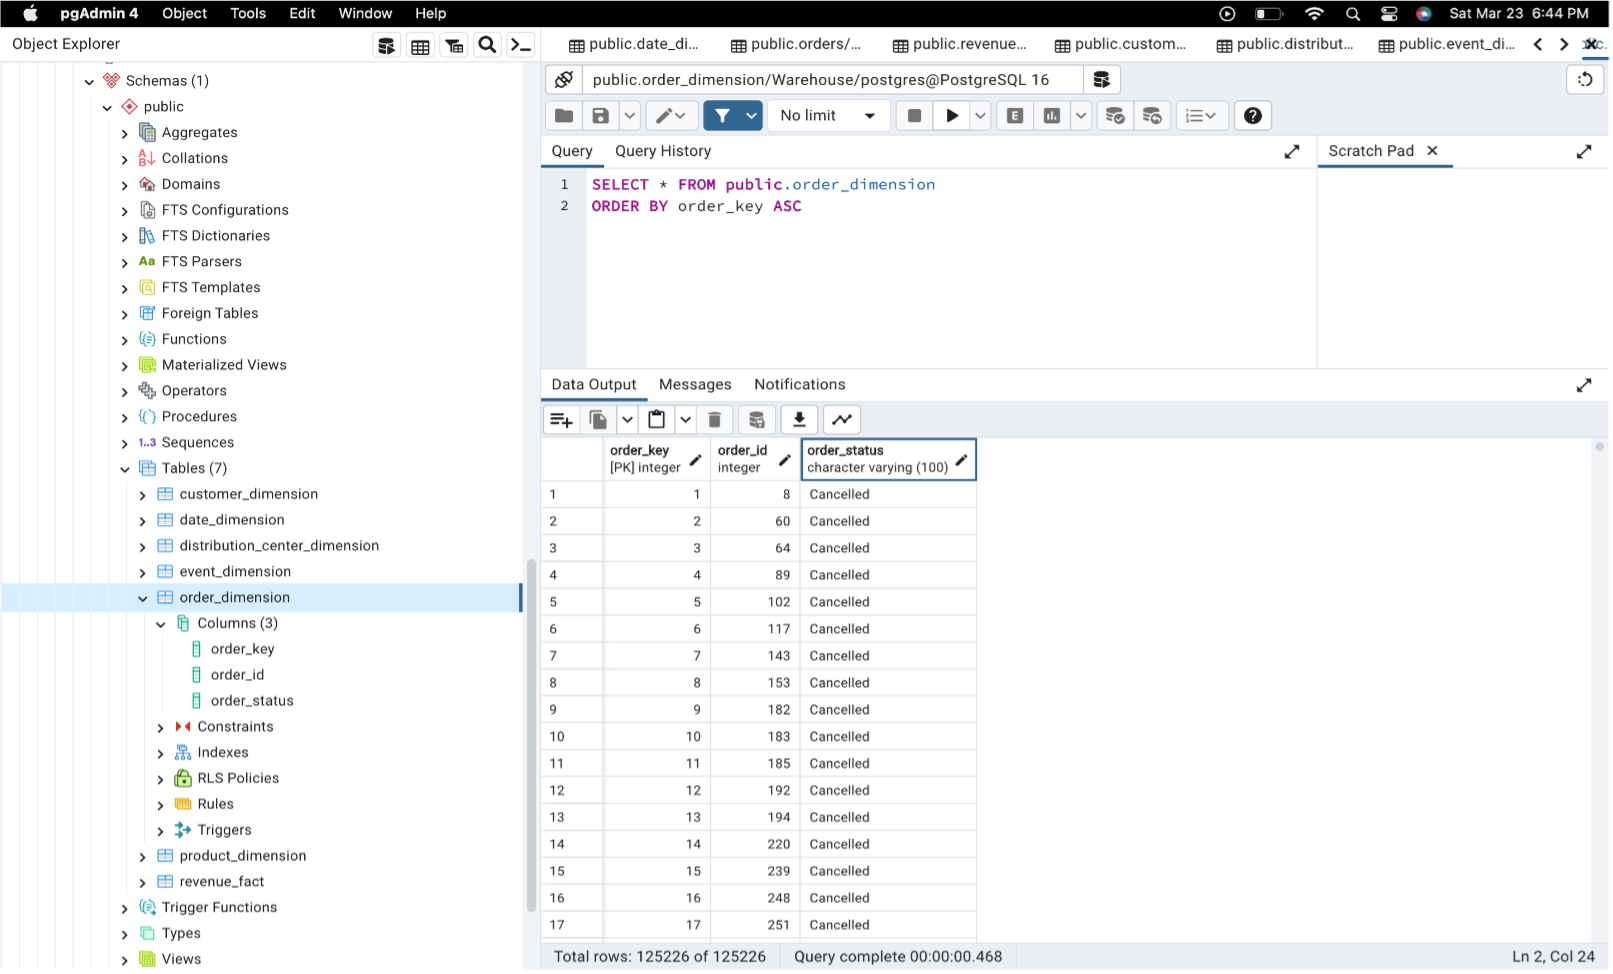 pgAdmin 4 Object Tools Edit Window Help Sat Mar 23 6:44 PM
Object Explorer
Schemas (1)
public
Aggregates
Collations
Domains
FTS Configurations
FTS Dictionaries
Aa FTS Parsers
FTS Templates
Foreign Tables
Functions
Materialized Views
Operators
Procedures
1..3 Sequences
Tables (7)
customer_dimension
date_dimension
distribution_center_dimension
event_dimension
order_dimension
Columns (3)
order_key
order_id
order_status
Constraints
Indexes
RLS Policies
Rules
Triggers
product_dimension
revenue_fact
Trigger Functions
Types
Views
public.date_di... public.orders/... public.revenue... public.custom... public.distribut... public.event_di...
public.order_dimension/Warehouse/postgres@PostgreSQL 16
No limit E
Query Query History Scratch Pad
1 SELECT * FROM public.order_dimension
2 ORDER BY order_key ASC
Data Output Messages Notifications
order_key order_id order_status
[PK] integer integer character varying (100)
1 1 8 Cancelled
2 2 60 Cancelled
3 3 64 Cancelled
4 4 89 Cancelled
5 5 102 Cancelled
6 6 117 Cancelled
7 7 143 Cancelled
8 8 153 Cancelled
9 9 182 Cancelled
10 10 183 Cancelled
11 11 185 Cancelled
12 12 192 Cancelled
13 13 194 Cancelled
14 14 220 Cancelled
15 15 239 Cancelled
16 16 248 Cancelled
17 17 251 Cancelled
Total rows: 125226 of 125226 Query complete 00:00:00.468 Ln 2, Col 24